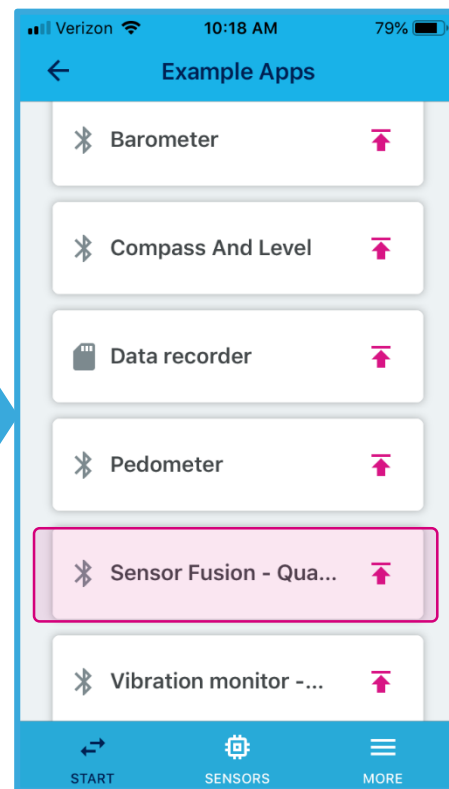 Verizon 10:18 AM 79%
Example Apps
Barometer
Compass And Level
Data recorder
Pedometer
Sensor Fusion - Qua...
Vibration monitor -...
START SENSORS MORE